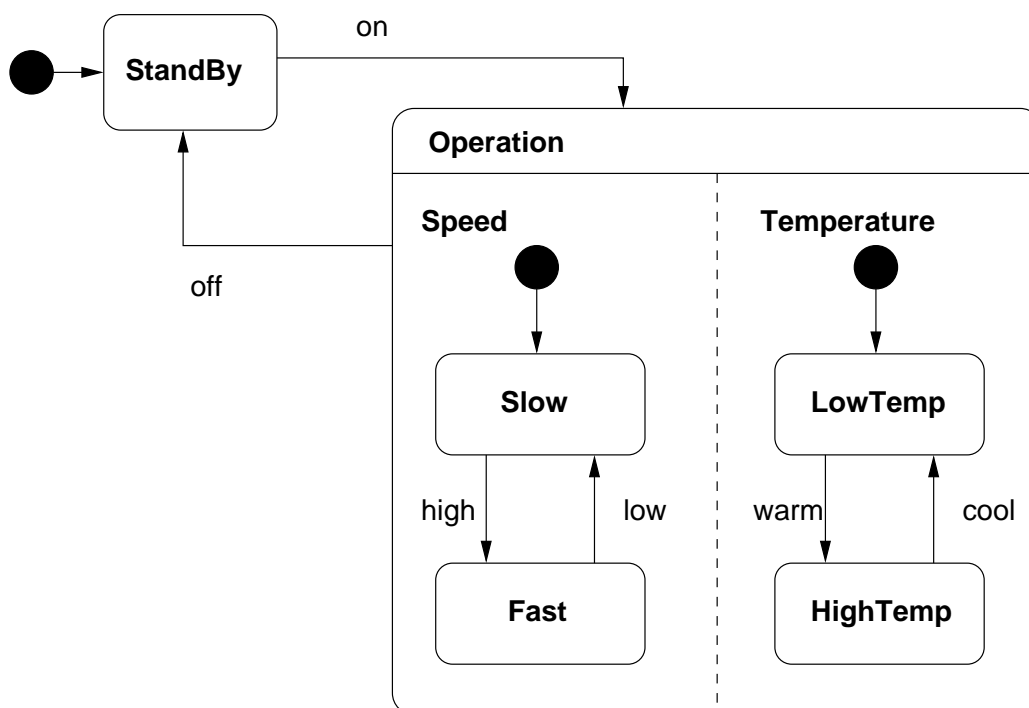 on
StandBy
Operation
Speed
Temperature
off
Slow
LowTemp
high
low
warm
cool
Fast
HighTemp